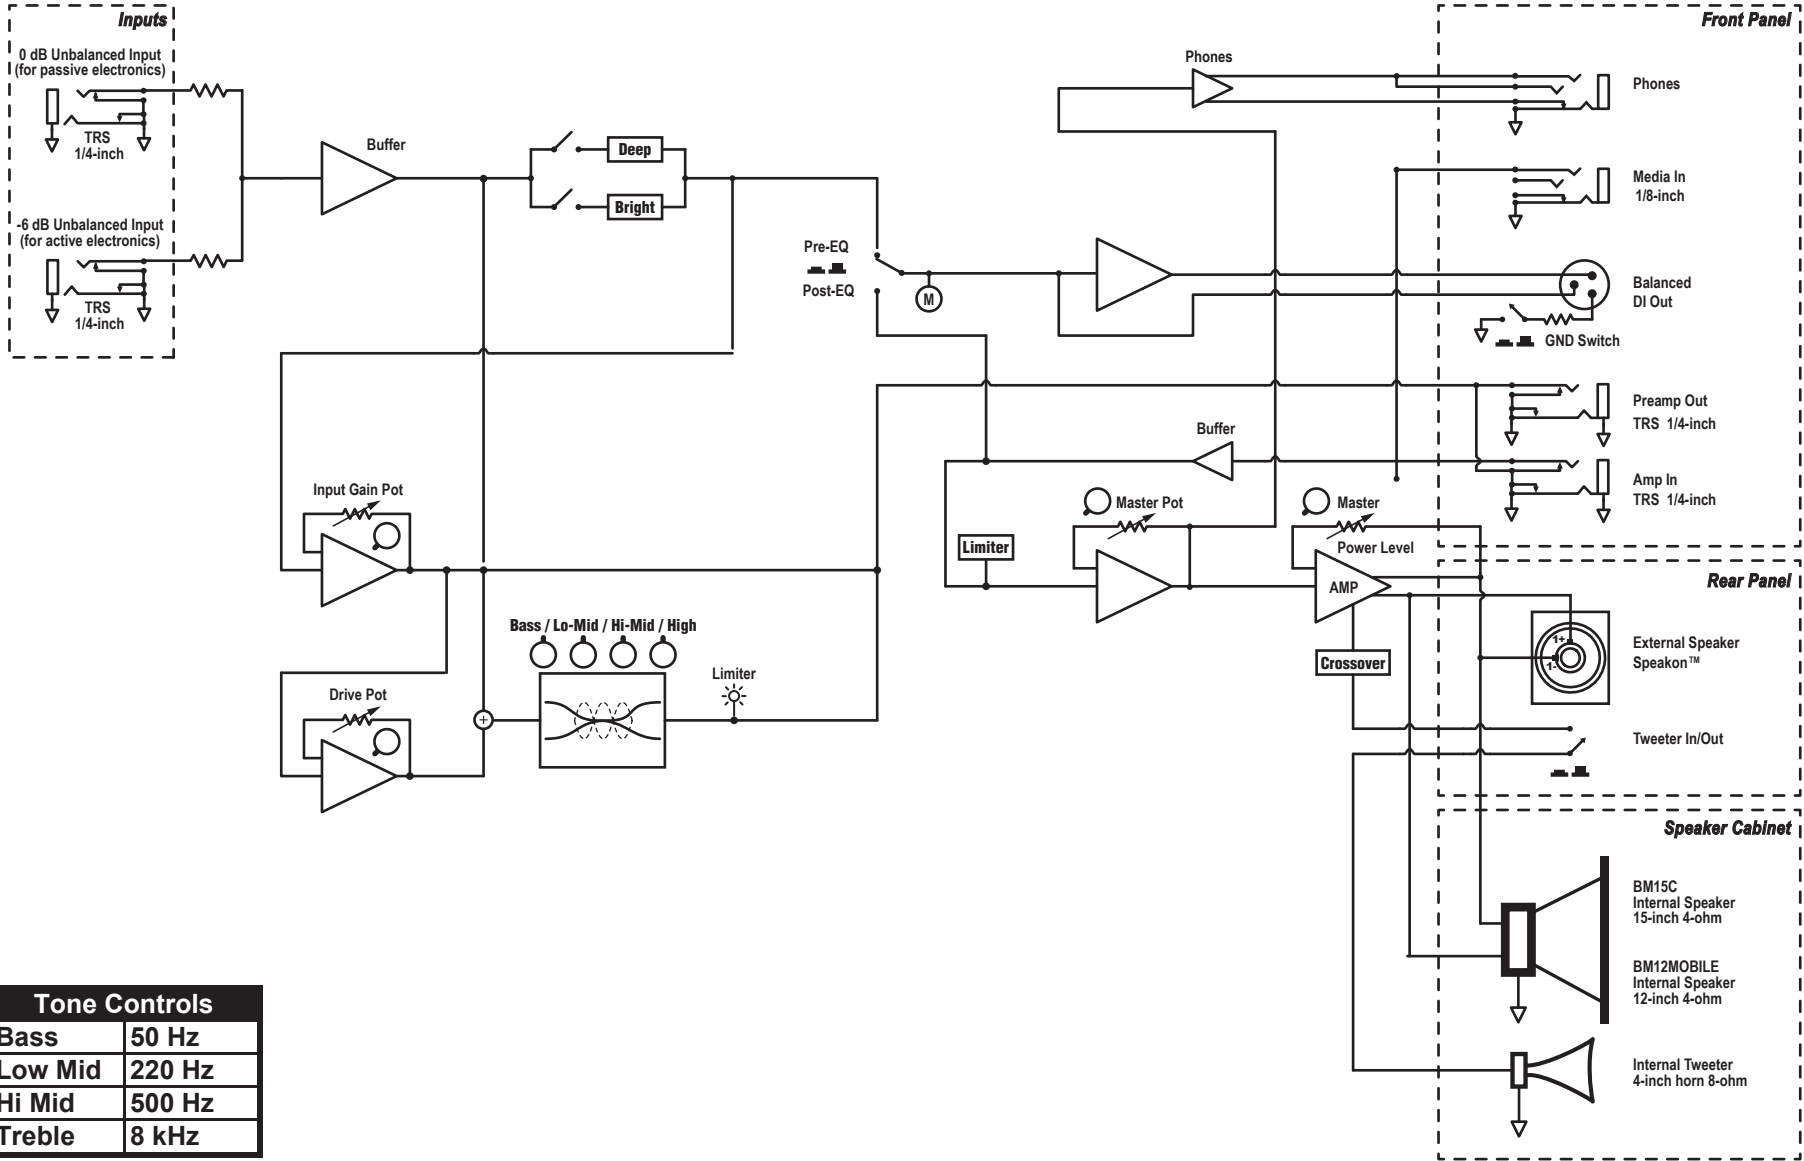 Inputs
0 dB Unbalanced Input
(for passive electronics)
TRS
1/4-inch
-6 dB Unbalanced Input
(for active electronics)
TRS
1/4-inch
Buffer
Deep
Bright
Pre-EQ
Post-EQ
M
Phones
Buffer
Input Gain Pot
Drive Pot
+
Bass / Lo-Mid / Hi-Mid / High
Limiter
Limiter
Master Pot
Master
Power Level
AMP
Crossover
Front Panel
Phones
Media In
1/8-inch
Balanced
DI Out
GND Switch
Preamp Out
TRS 1/4-inch
Amp In
TRS 1/4-inch
Rear Panel
1+
1-
External Speaker
Speakon™
Tweeter In/Out
Speaker Cabinet
BM15C
Internal Speaker
15-inch 4-ohm
BM12MOBILE
Internal Speaker
12-inch 4-ohm
Internal Tweeter
4-inch horn 8-ohm
Tone Controls
Bass 50 Hz
Low Mid 220 Hz
Hi Mid 500 Hz
Treble 8 kHz